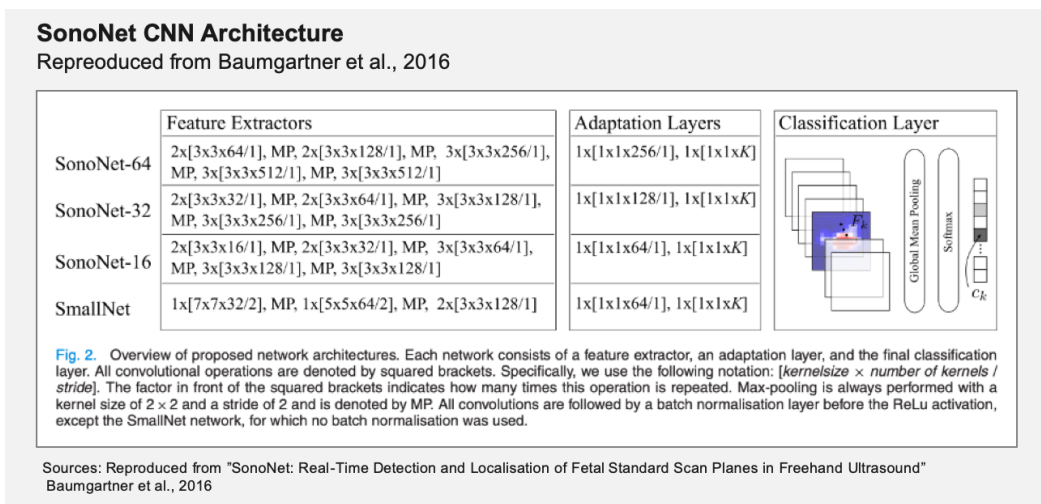 SonoNet CNN Architecture
Repreoduced from Baumgartner et al., 2016
Feature Extractors
Adaptation Layers
Classification Layer
SonoNet-64
2x[3x3x64/1], MP, 2x[3x3x128/1], MP, 3x[3x3x256/1],
MP, 3x[3x3x512/1], MP, 3x[3x3x512/1]
1x[1x1x256/1], 1x[1x1xK]
SonoNet-32
2x[3x3x32/1], MP, 2x[3x3x64/1], MP, 3x[3x3x128/1],
MP, 3x[3x3x256/1], MP, 3x[3x3x256/1]
1x[1x1x128/1], 1x[1x1xK]
SonoNet-16
2x[3x3x16/1], MP, 2x[3x3x32/1], MP, 3x[3x3x64/1],
MP, 3x[3x3x128/1], MP, 3x[3x3x128/1]
1x[1x1x64/1], 1x[1x1xK]
SmallNet
1x[7x7x32/2], MP, 1x[5x5x64/2], MP, 2x[3x3x128/1]
1x[1x1x64/1], 1x[1x1xK]
Fk
Global Mean Pooling
Softmax
ck
Fig. 2. Overview of proposed network architectures. Each network consists of a feature extractor, an adaptation layer, and the final classification
layer. All convolutional operations are denoted by squared brackets. Specifically, we use the following notation: [kernelsize × number of kernels /
stride]. The factor in front of the squared brackets indicates how many times this operation is repeated. Max-pooling is always performed with a
kernel size of 2 × 2 and a stride of 2 and is denoted by MP. All convolutions are followed by a batch normalisation layer before the ReLu activation,
except the SmallNet network, for which no batch normalisation was used.
Sources: Reproduced from ”SonoNet: Real-Time Detection and Localisation of Fetal Standard Scan Planes in Freehand Ultrasound”
Baumgartner et al., 2016